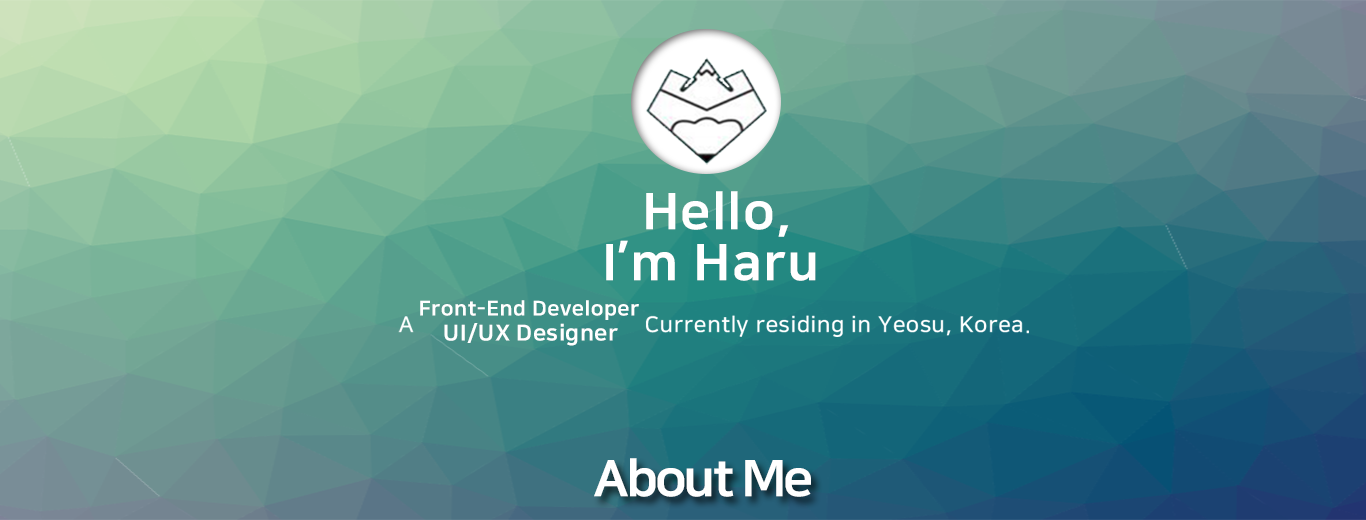 Hello,
I'm Haru
A Front-End Developer
UI/UX Designer Currently residing in Yeosu, Korea.
About Me